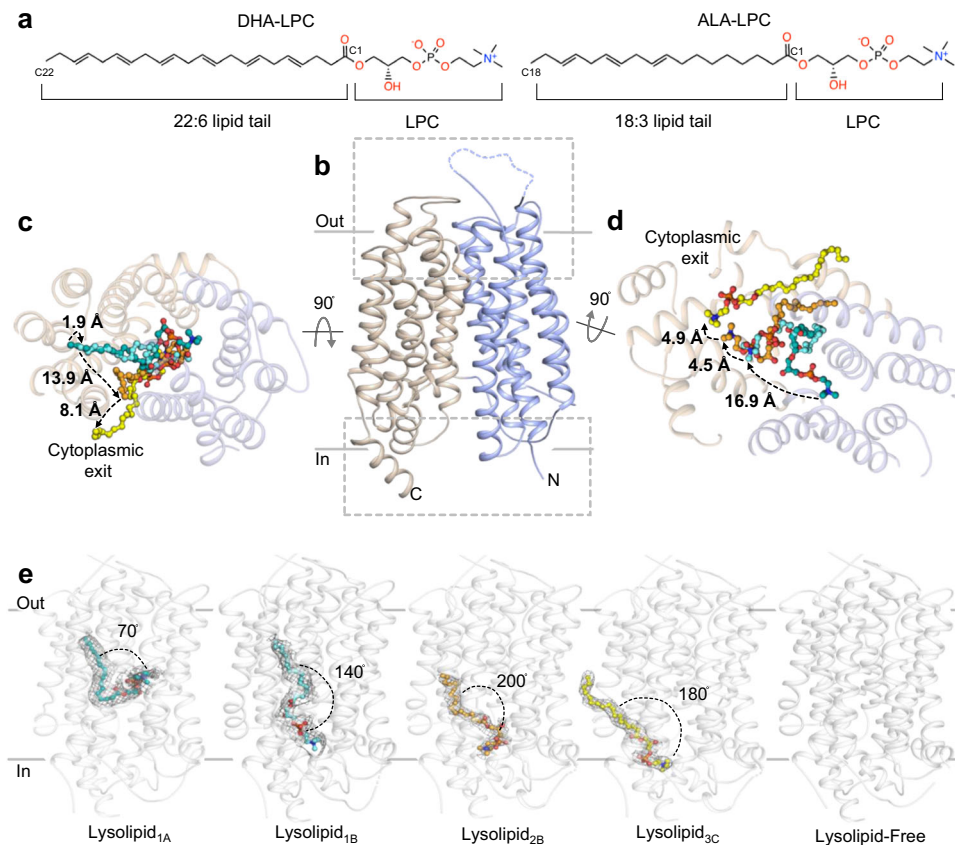 a
DHA-LPC
ALA-LPC
O
C1
O
OH
O⁻
O
P
O
O
N⁺
C22
22:6 lipid tail
LPC
O
C1
O
OH
O⁻
O
P
O
O
N⁺
C18
18:3 lipid tail
LPC
b
Out
In
C
N
90°
90°
c
1.9 Å
13.9 Å
8.1 Å
Cytoplasmic
exit
d
Cytoplasmic
exit
4.9 Å
4.5 Å
16.9 Å
e
Out
In
70°
140°
200°
180°
Lysolipid1A
Lysolipid1B
Lysolipid2B
Lysolipid3C
Lysolipid-Free